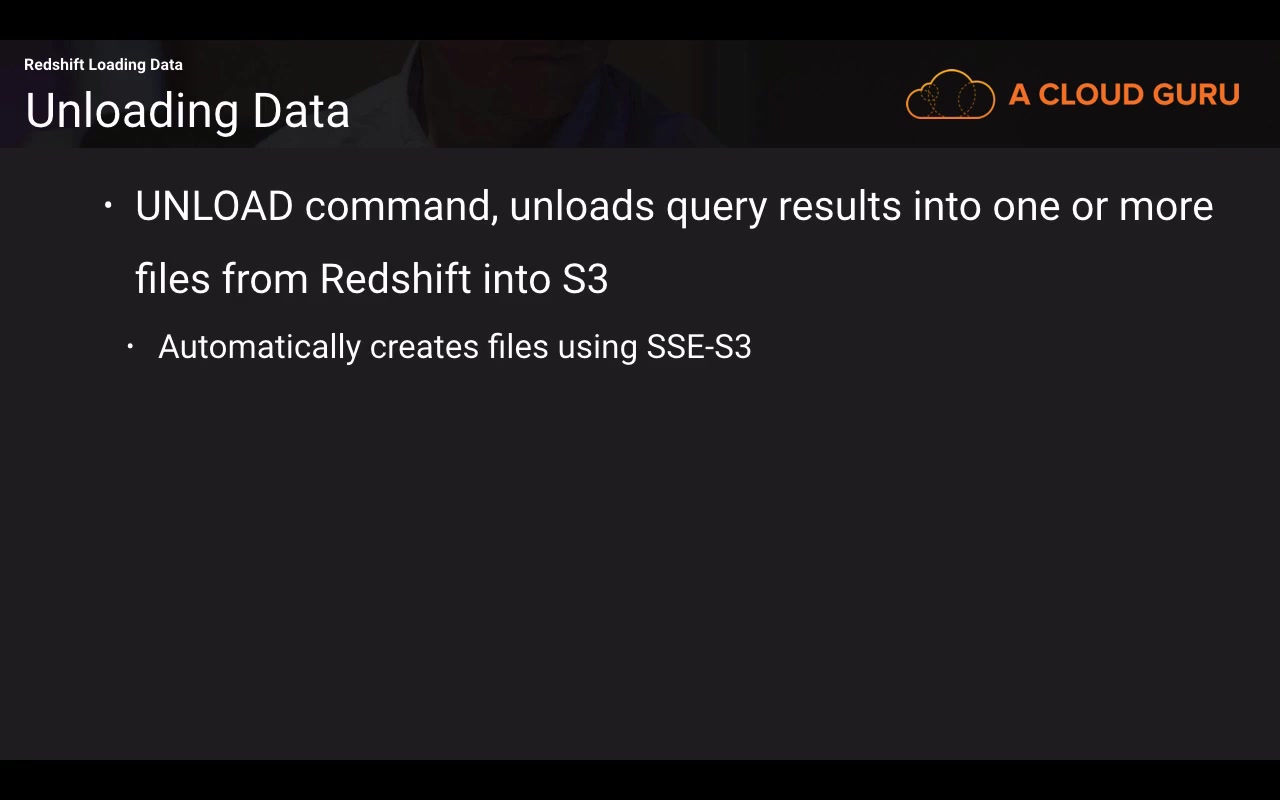 Redshift Loading Data
Unloading Data
A CLOUD GURU
• UNLOAD command, unloads query results into one or more
files from Redshift into S3
• Automatically creates files using SSE-S3